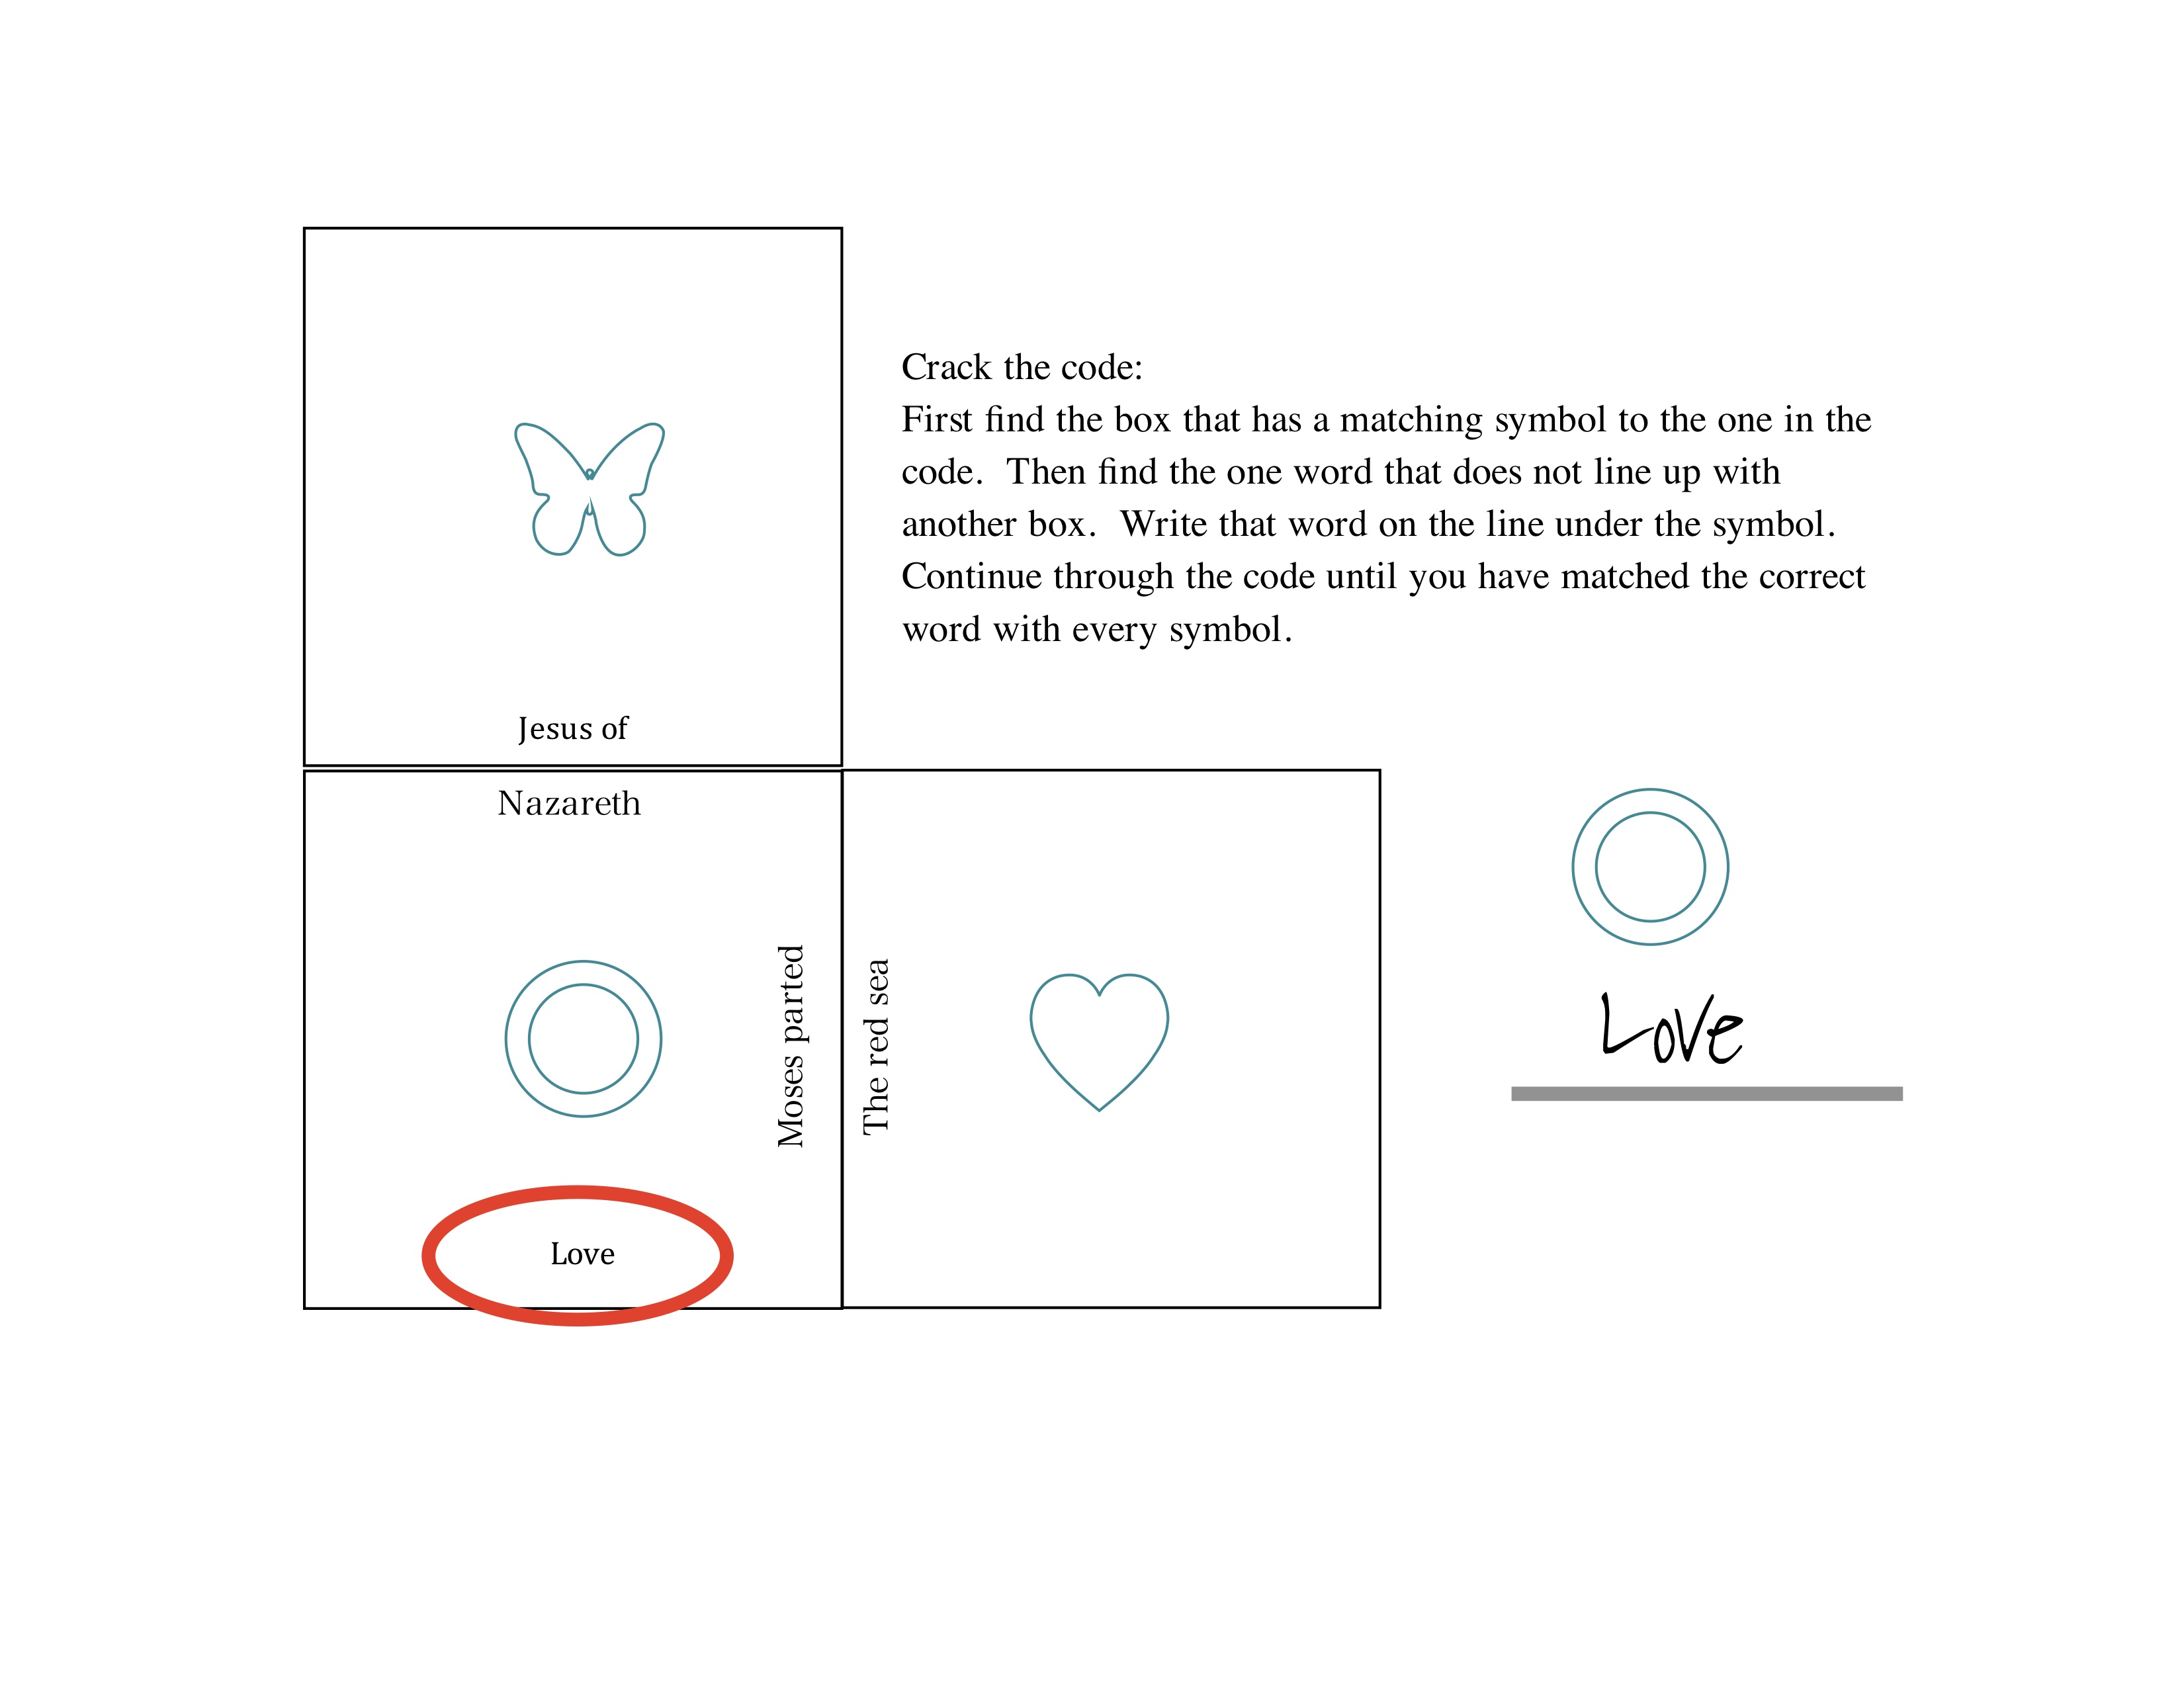 Crack the code:
First find the box that has a matching symbol to the one in the
code.  Then find the one word that does not line up with
another box.  Write that word on the line under the symbol.
Continue through the code until you have matched the correct
word with every symbol.
Jesus of
Nazareth
Moses parted
The red sea
Love
Love